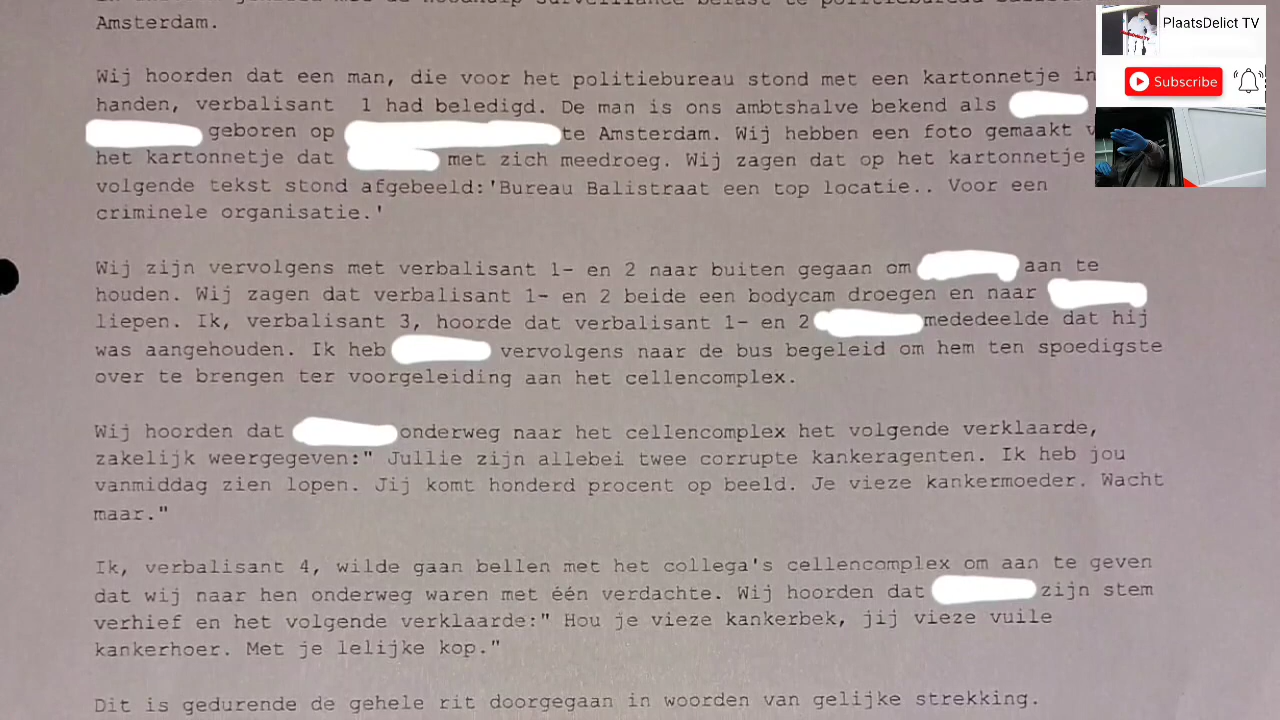 Amsterdam.
Wij hoorden dat een man, die voor het politiebureau stond met een kartonnetje in
handen, verbalisant 1 had beledigd. De man is ons ambtshalve bekend als
geboren op te Amsterdam. Wij hebben een foto gemaakt
het kartonnetje dat met zich meedroeg. Wij zagen dat op het kartonnetje
volgende tekst stond afgebeeld:'Bureau Balistraat een top locatie.. Voor een
criminele organisatie.'
Wij zijn vervolgens met verbalisant 1- en 2 naar buiten gegaan om aan te
houden. Wij zagen dat verbalisant 1- en 2 beide een bodycam droegen en naar
liepen. Ik, verbalisant 3, hoorde dat verbalisant 1- en 2 mededeelde dat hij
was aangehouden. Ik heb vervolgens naar de bus begeleid om hem ten spoedigste
over te brengen ter voorgeleiding aan het cellencomplex.
Wij hoorden dat onderweg naar het cellencomplex het volgende verklaarde,
zakelijk weergegeven:" Jullie zijn allebei twee corrupte kankeragenten. Ik heb jou
vanmiddag zien lopen. Jij komt honderd procent op beeld. Je vieze kankermoeder. Wacht
maar."
Ik, verbalisant 4, wilde gaan bellen met het collega's cellencomplex om aan te geven
dat wij naar hen onderweg waren met één verdachte. Wij hoorden dat zijn stem
verhief en het volgende verklaarde:" Hou je vieze kankerbek, jij vieze vuile
kankerhoer. Met je lelijke kop."
Dit is gedurende de gehele rit doorgegaan in woorden van gelijke strekking.
PlaatsDelict TV
Subscribe